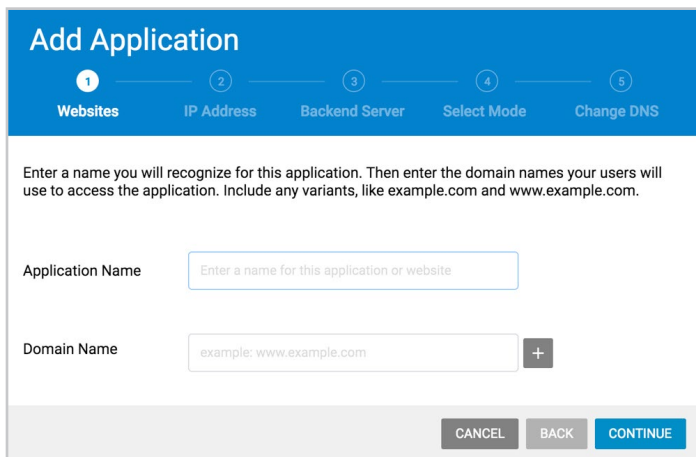 Add Application
1 2 3 4 5
Websites IP Address Backend Server Select Mode Change DNS
Enter a name you will recognize for this application. Then enter the domain names your users will
use to access the application. Include any variants, like example.com and www.example.com.
Application Name Enter a name for this application or website
Domain Name example: www.example.com +
CANCEL BACK CONTINUE